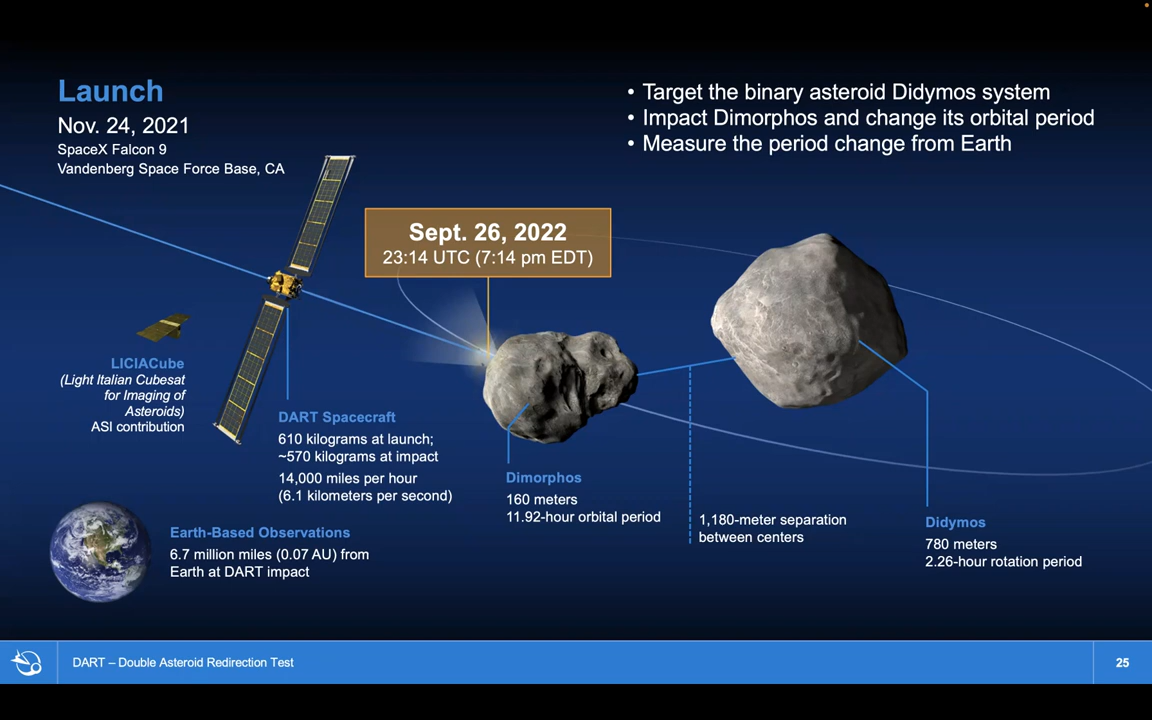 Launch
Nov. 24, 2021
SpaceX Falcon 9
Vandenberg Space Force Base, CA
• Target the binary asteroid Didymos system
• Impact Dimorphos and change its orbital period
• Measure the period change from Earth
Sept. 26, 2022
23:14 UTC (7:14 pm EDT)
LICIACube
(Light Italian Cubesat
for Imaging of
Asteroids)
ASI contribution
DART Spacecraft
610 kilograms at launch;
~570 kilograms at impact
14,000 miles per hour
(6.1 kilometers per second)
Dimorphos
160 meters
11.92-hour orbital period
1,180-meter separation
between centers
Didymos
780 meters
2.26-hour rotation period
Earth-Based Observations
6.7 million miles (0.07 AU) from
Earth at DART impact
DART – Double Asteroid Redirection Test
25